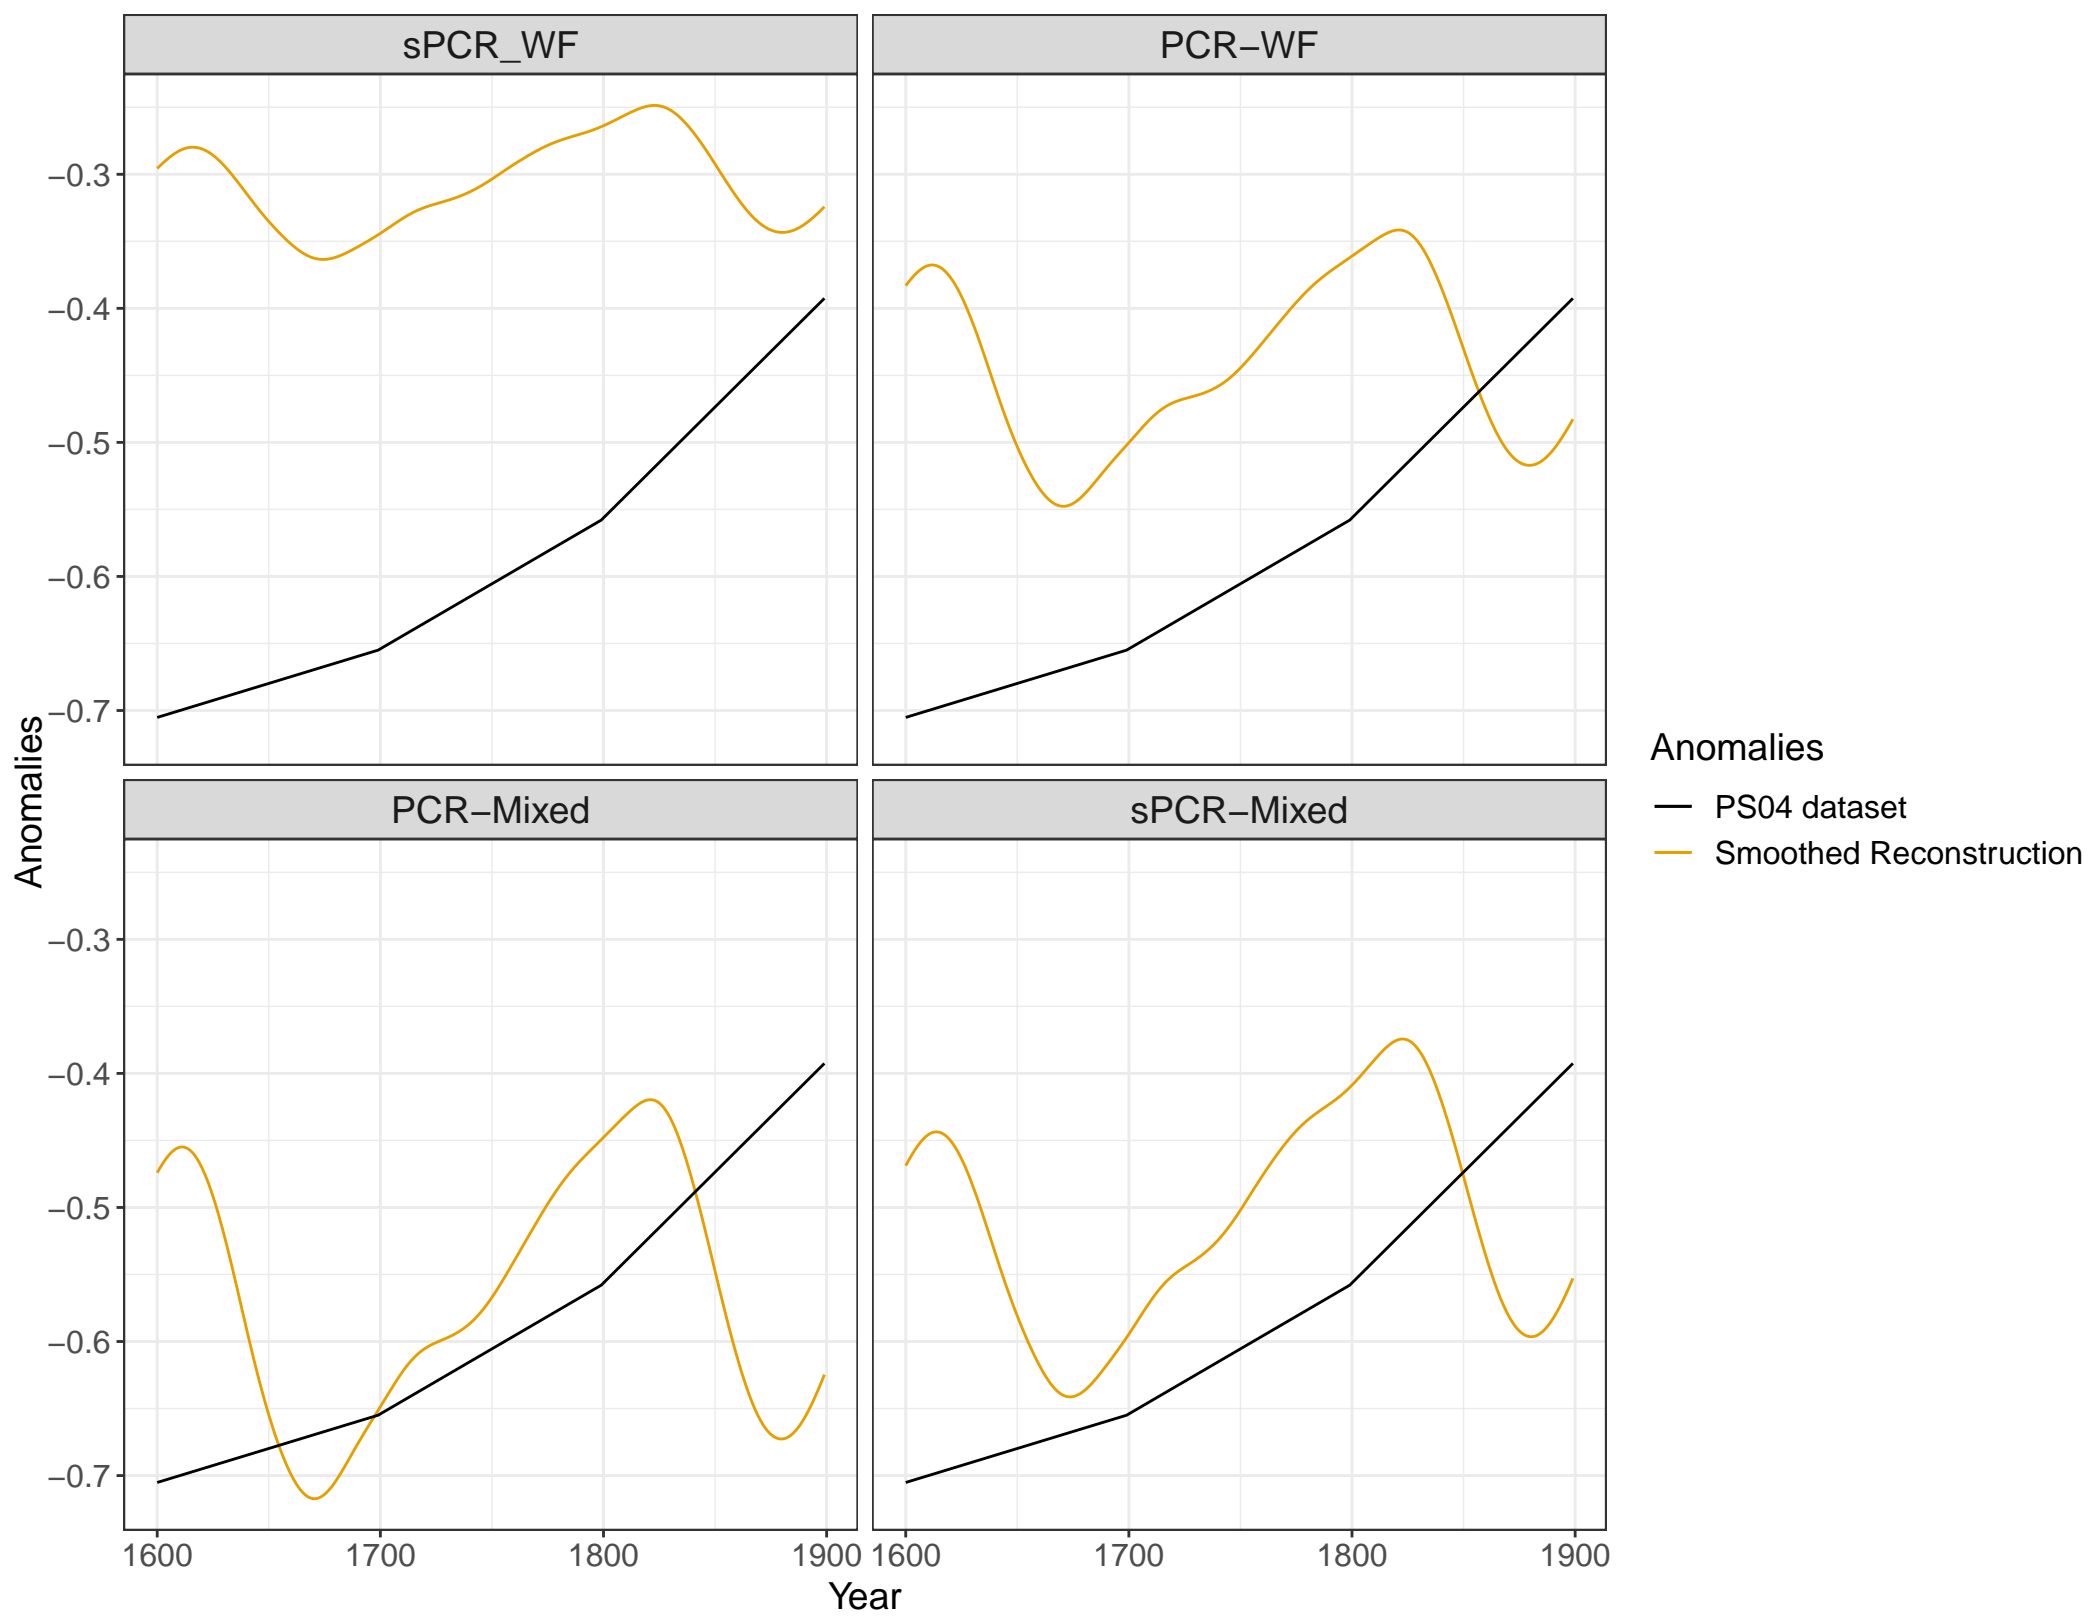 sPCR_WF
PCR−WF
−0.3
−0.4
−0.5
−0.6
−0.7
PCR−Mixed
sPCR−Mixed
−0.3
−0.4
−0.5
−0.6
−0.7
1600 1700 1800 1900
1600 1700 1800 1900
Year
Anomalies
Anomalies
PS04 dataset
Smoothed Reconstruction